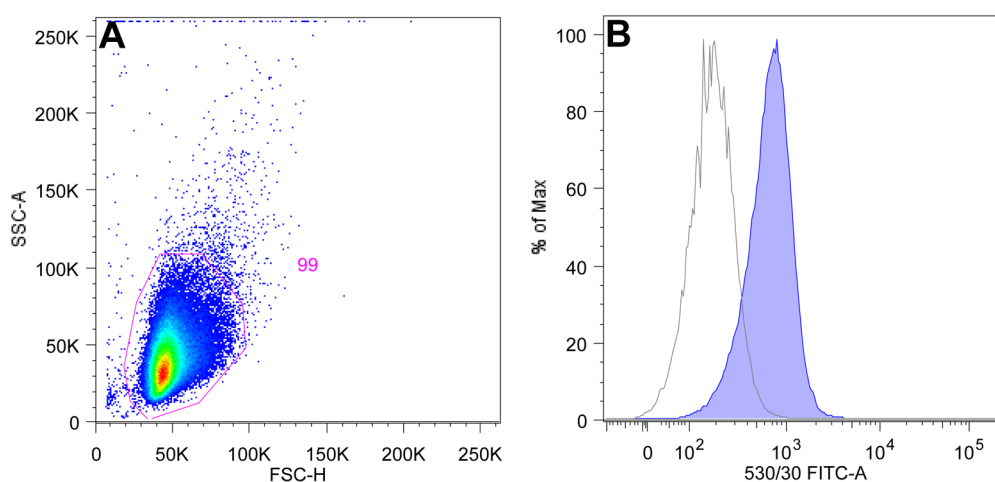 A
250K
200K
150K
100K
50K
0
SSC-A
99
0 50K 100K 150K 200K 250K
FSC-H
B
100
80
60
40
20
0
% of Max
0 10² 10³ 10⁴ 10⁵
530/30 FITC-A